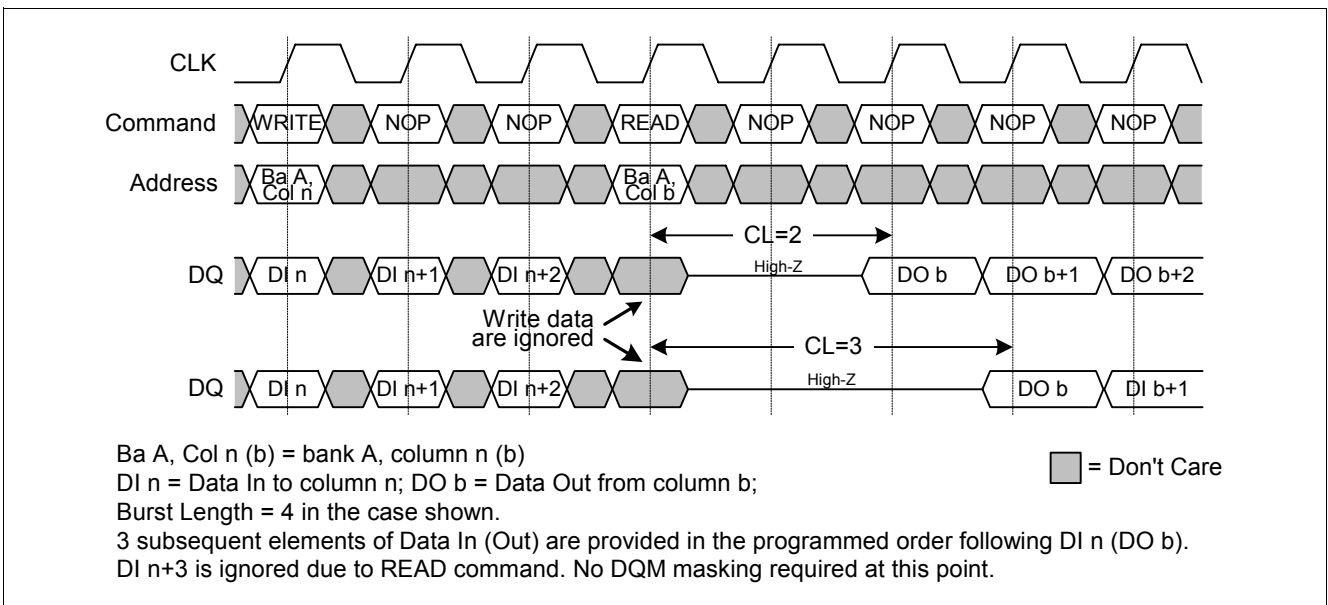 CLK
Command WRITE NOP NOP READ NOP NOP NOP NOP
Address Ba A, Col n Ba A, Col b
CL=2
DQ DI n DI n+1 DI n+2 High-Z DO b DO b+1 DO b+2
Write data
are ignored
CL=3
DQ DI n DI n+1 DI n+2 High-Z DO b DI b+1
Ba A, Col n (b) = bank A, column n (b)
= Don't Care
DI n = Data In to column n; DO b = Data Out from column b;
Burst Length = 4 in the case shown.
3 subsequent elements of Data In (Out) are provided in the programmed order following DI n (DO b).
DI n+3 is ignored due to READ command. No DQM masking required at this point.